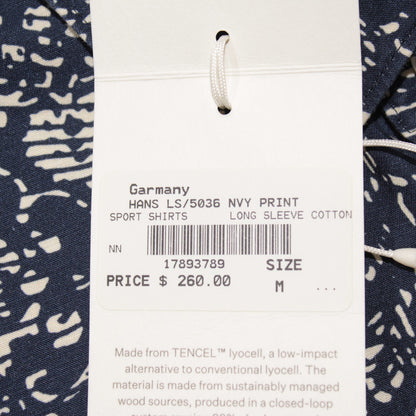 Garmany
HANS LS/5036 NVY PRINT
SPORT SHIRTS LONG SLEEVE COTTON
NN
17893789 SIZE
PRICE $ 260.00 M ...
Made from TENCEL™ lyocell, a low-impact
alternative to conventional lyocell. The
material is made from sustainably managed
wood sources, produced in a closed-loop